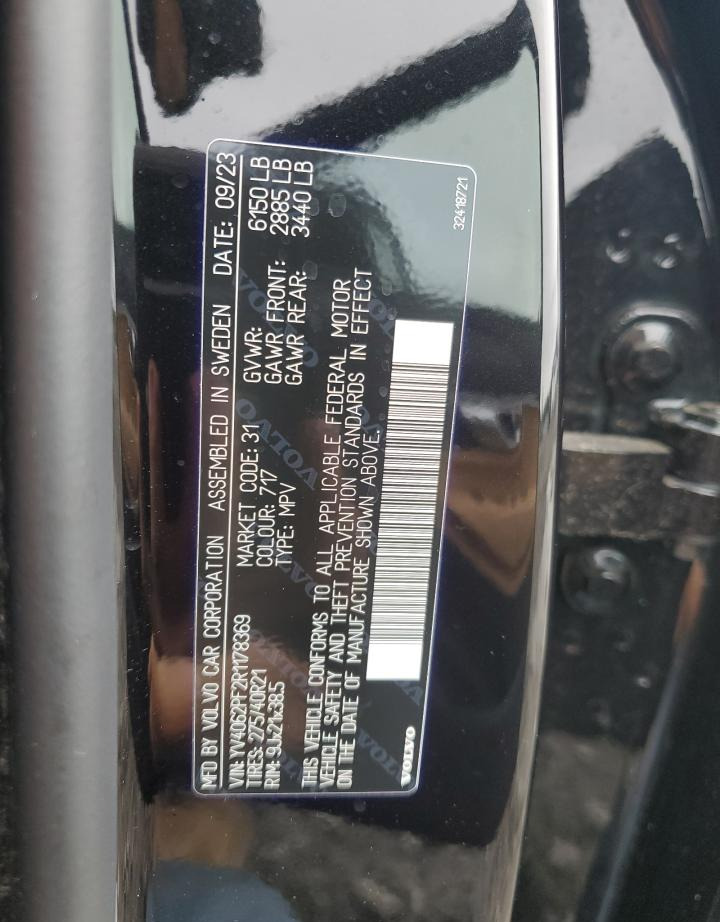 MFD BY VOLVO CAR CORPORATION ASSEMBLED IN SWEDEN DATE: 09/23
VIN: YV4062PF2R1178369 MARKET CODE: 31 GVWR: 6150 LB
TIRES: 275/40R21 COLOUR: 717 GAWR FRONT: 2885 LB
RIM: 9Jx21x38.5 TYPE: MPV GAWR REAR: 3440 LB
THIS VEHICLE CONFORMS TO ALL APPLICABLE FEDERAL MOTOR
VEHICLE SAFETY AND THEFT PREVENTION STANDARDS IN EFFECT
ON THE DATE OF MANUFACTURE SHOWN ABOVE.
VOLVO
32418721